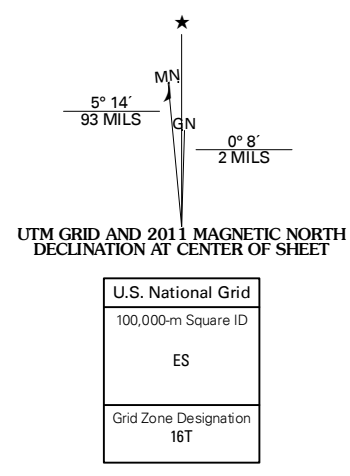 ★
MN
5° 14´
93 MILS
GN
0° 8´
2 MILS
UTM GRID AND 2011 MAGNETIC NORTH
DECLINATION AT CENTER OF SHEET
U.S. National Grid
100,000-m Square ID
ES
Grid Zone Designation
16T